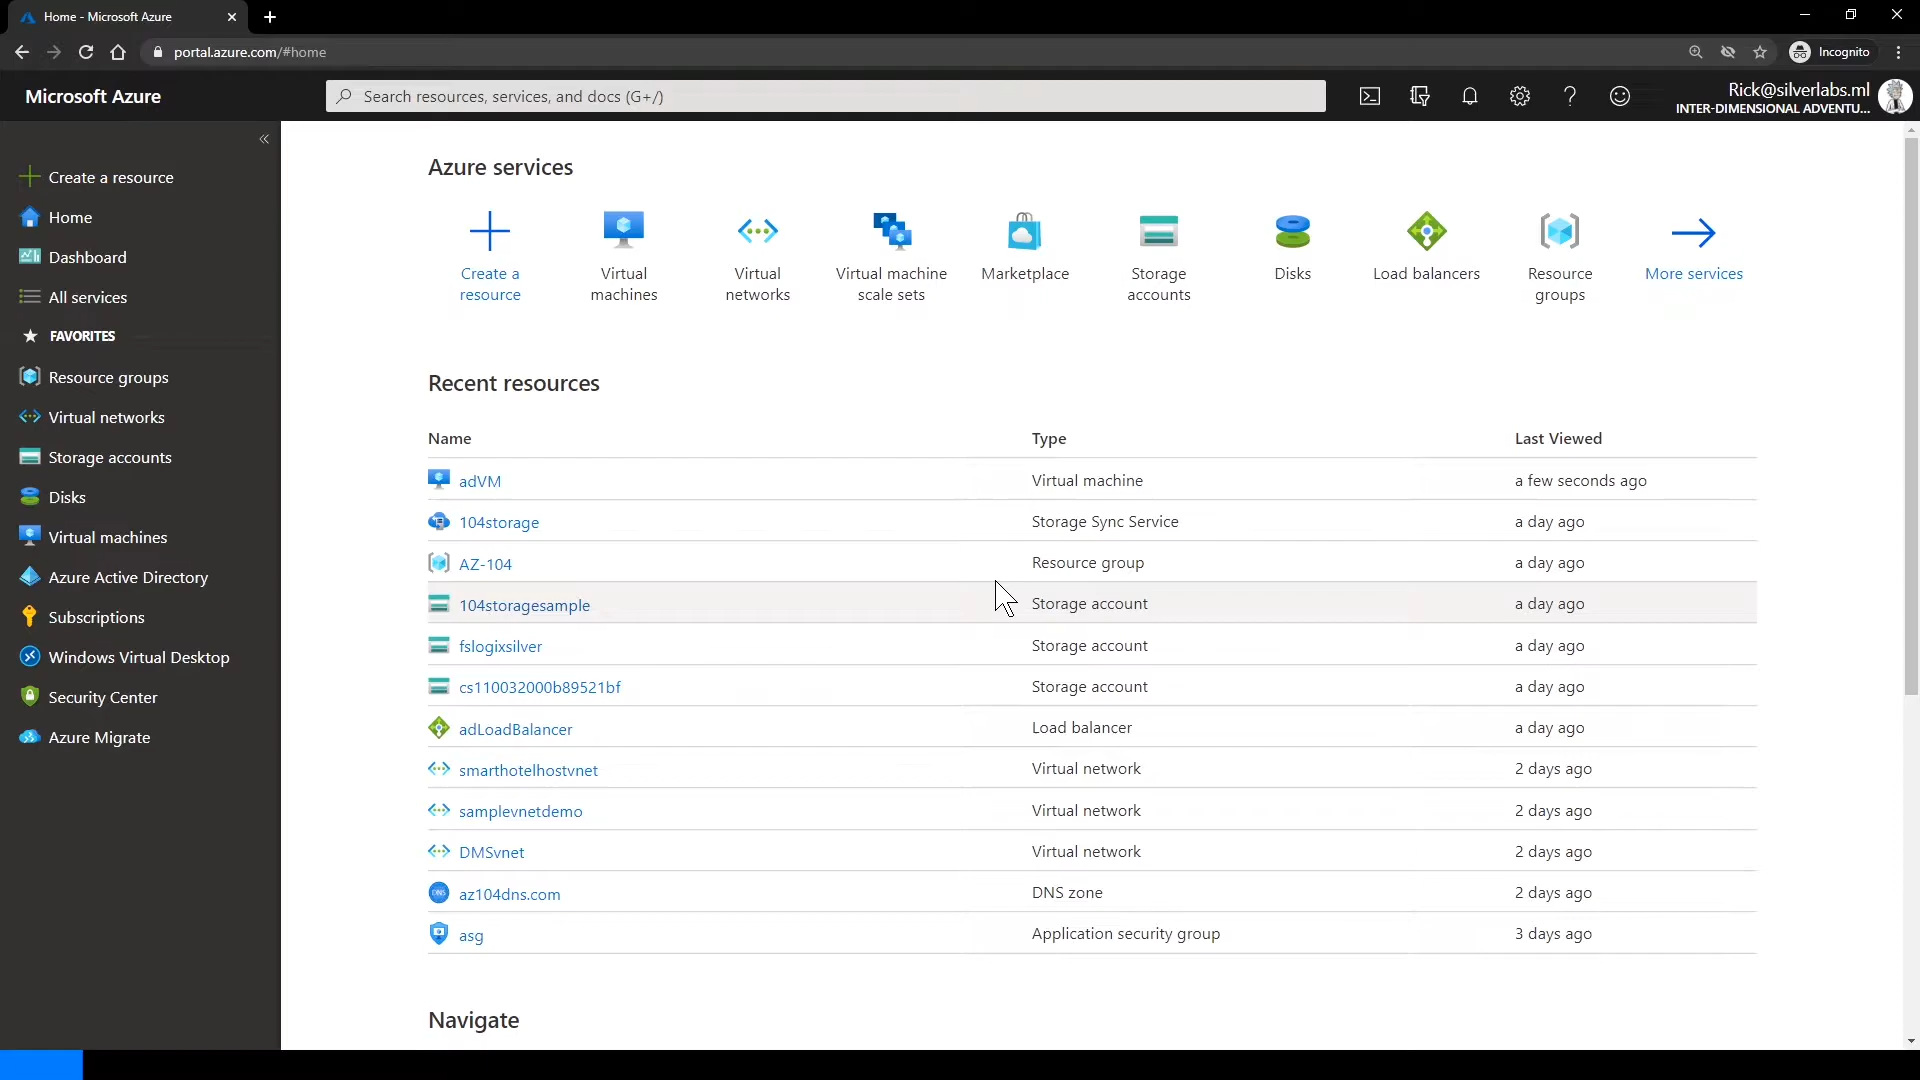 Home - Microsoft Azure
portal.azure.com/#home
Incognito
Microsoft Azure
Search resources, services, and docs (G+/)
Rick@silverlabs.ml
INTER-DIMENSIONAL ADVENTU...
Create a resource
Home
Dashboard
All services
FAVORITES
Resource groups
Virtual networks
Storage accounts
Disks
Virtual machines
Azure Active Directory
Subscriptions
Windows Virtual Desktop
Security Center
Azure Migrate
Azure services
Create a
resource
Virtual
machines
Virtual
networks
Virtual machine
scale sets
Marketplace
Storage
accounts
Disks
Load balancers
Resource
groups
More services
Recent resources
Name Type Last Viewed
adVM Virtual machine a few seconds ago
104storage Storage Sync Service a day ago
AZ-104 Resource group a day ago
104storagesample Storage account a day ago
fslogixsilver Storage account a day ago
cs110032000b89521bf Storage account a day ago
adLoadBalancer Load balancer a day ago
smarthotelhostvnet Virtual network 2 days ago
samplevnetdemo Virtual network 2 days ago
DMSvnet Virtual network 2 days ago
DNS az104dns.com DNS zone 2 days ago
asg Application security group 3 days ago
Navigate